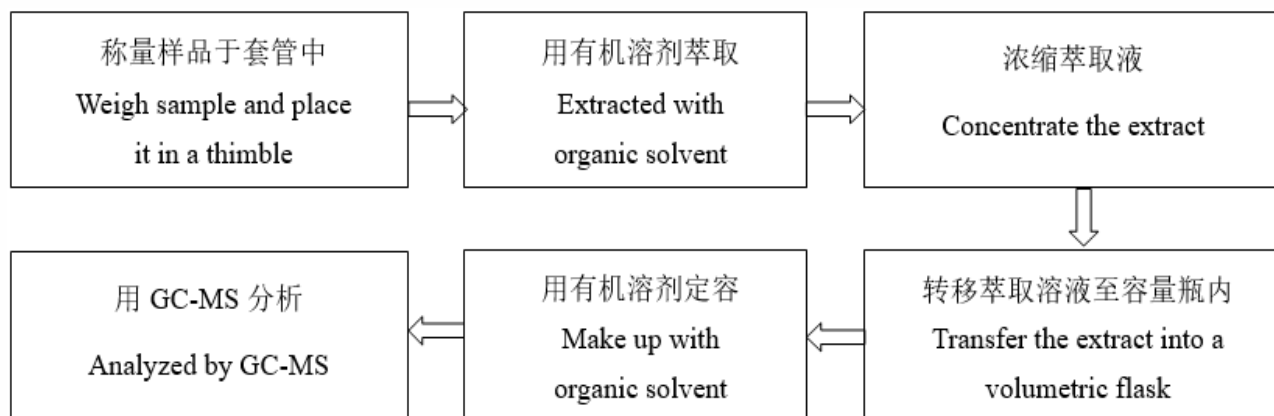 称量样品于套管中
Weigh sample and place
it in a thimble
用有机溶剂萃取
Extracted with
organic solvent
浓缩萃取液
Concentrate the extract
转移萃取溶液至容量瓶内
Transfer the extract into a
volumetric flask
用有机溶剂定容
Make up with
organic solvent
用 GC-MS 分析
Analyzed by GC-MS